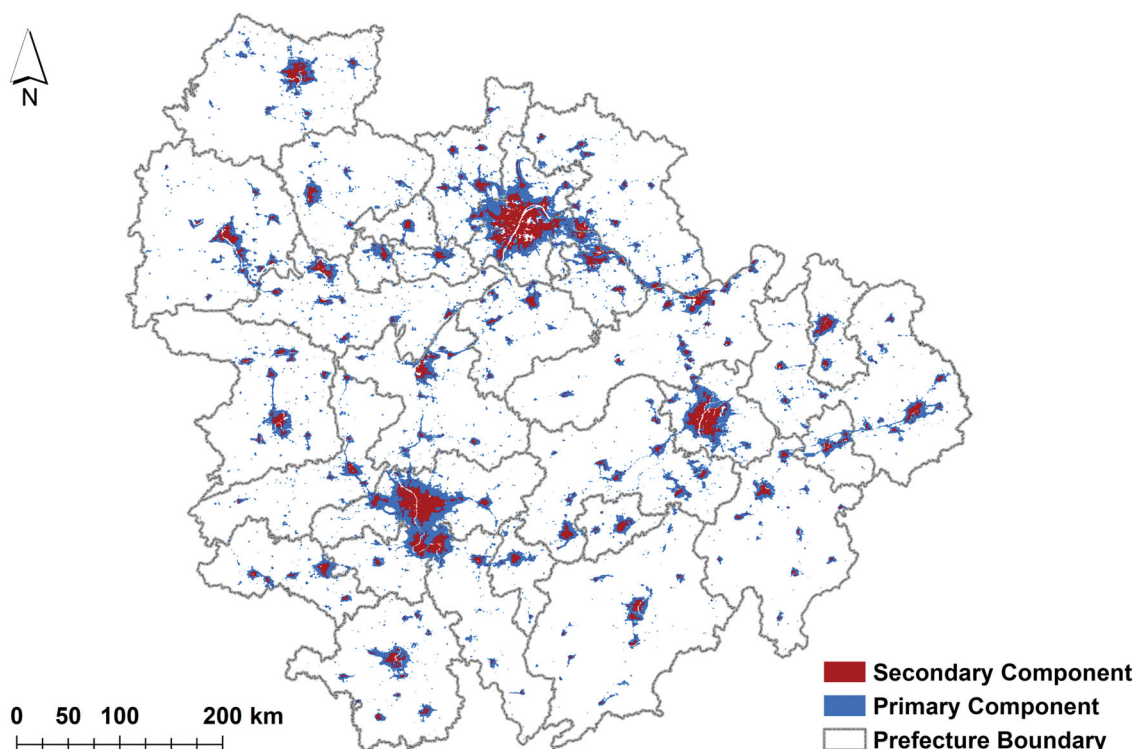 N
Secondary Component
Primary Component
Prefecture Boundary
0 50 100 200 km